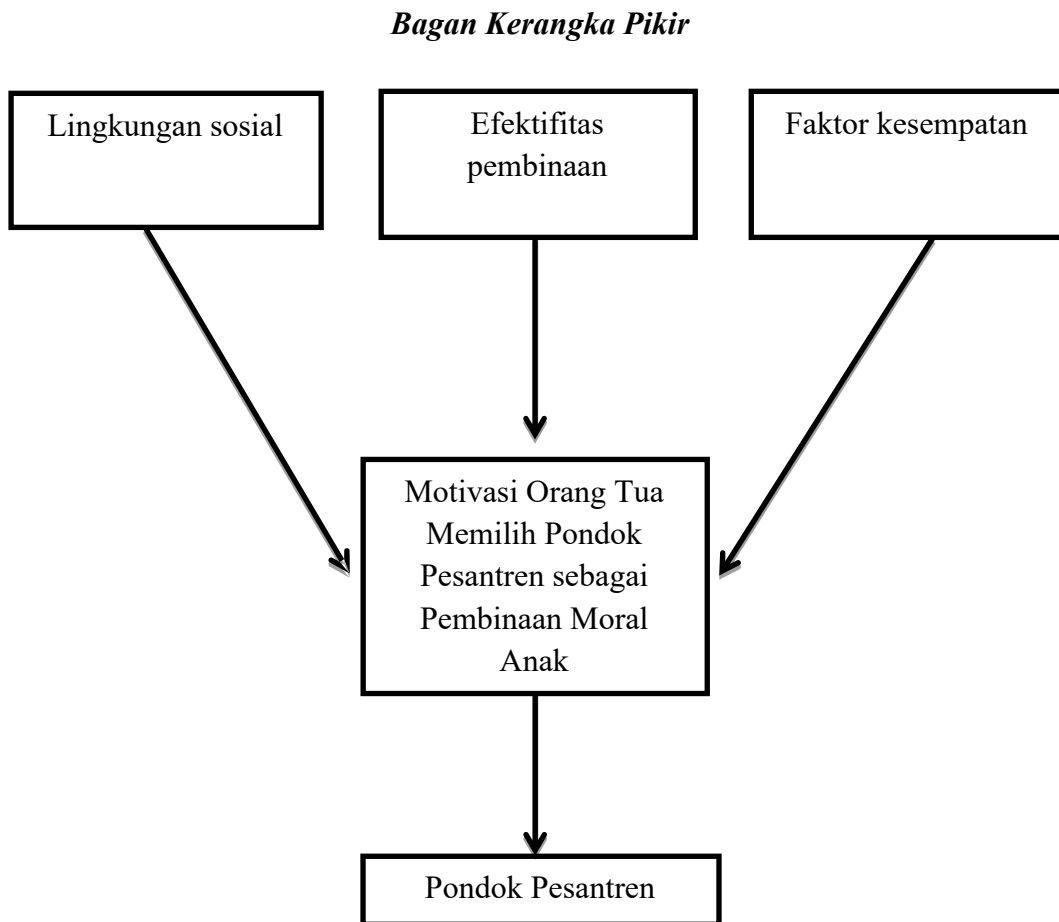 Bagan Kerangka Pikir
Lingkungan sosial
Efektifitas
pembinaan
Faktor kesempatan
Motivasi Orang Tua
Memilih Pondok
Pesantren sebagai
Pembinaan Moral
Anak
Pondok Pesantren